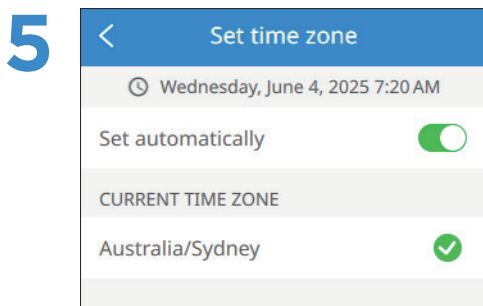 5
Set time zone
Wednesday, June 4, 2025 7:20 AM
Set automatically
CURRENT TIME ZONE
Australia/Sydney